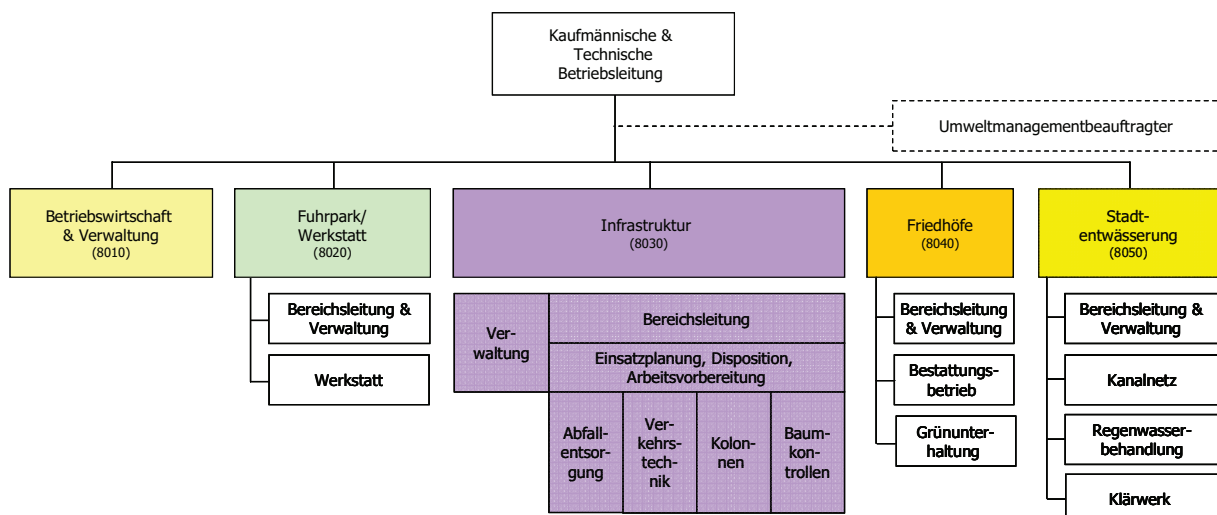 Kaufmännische &
Technische
Betriebsleitung
Umweltmanagementbeauftragter
Betriebswirtschaft
& Verwaltung
(8010)
Fuhrpark/
Werkstatt
(8020)
Infrastruktur
(8030)
Friedhöfe
(8040)
Stadt-
entwässerung
(8050)
Bereichsleitung &
Verwaltung
Werkstatt
Ver-
waltung
Bereichsleitung
Einsatzplanung, Disposition,
Arbeitsvorbereitung
Abfall-
entsor-
gung
Ver-
kehrs-
tech-
nik
Kolon-
nen
Baum-
kon-
trollen
Bereichsleitung
& Verwaltung
Bestattungs-
betrieb
Grünunter-
haltung
Bereichsleitung &
Verwaltung
Kanalnetz
Regenwasser-
behandlung
Klärwerk